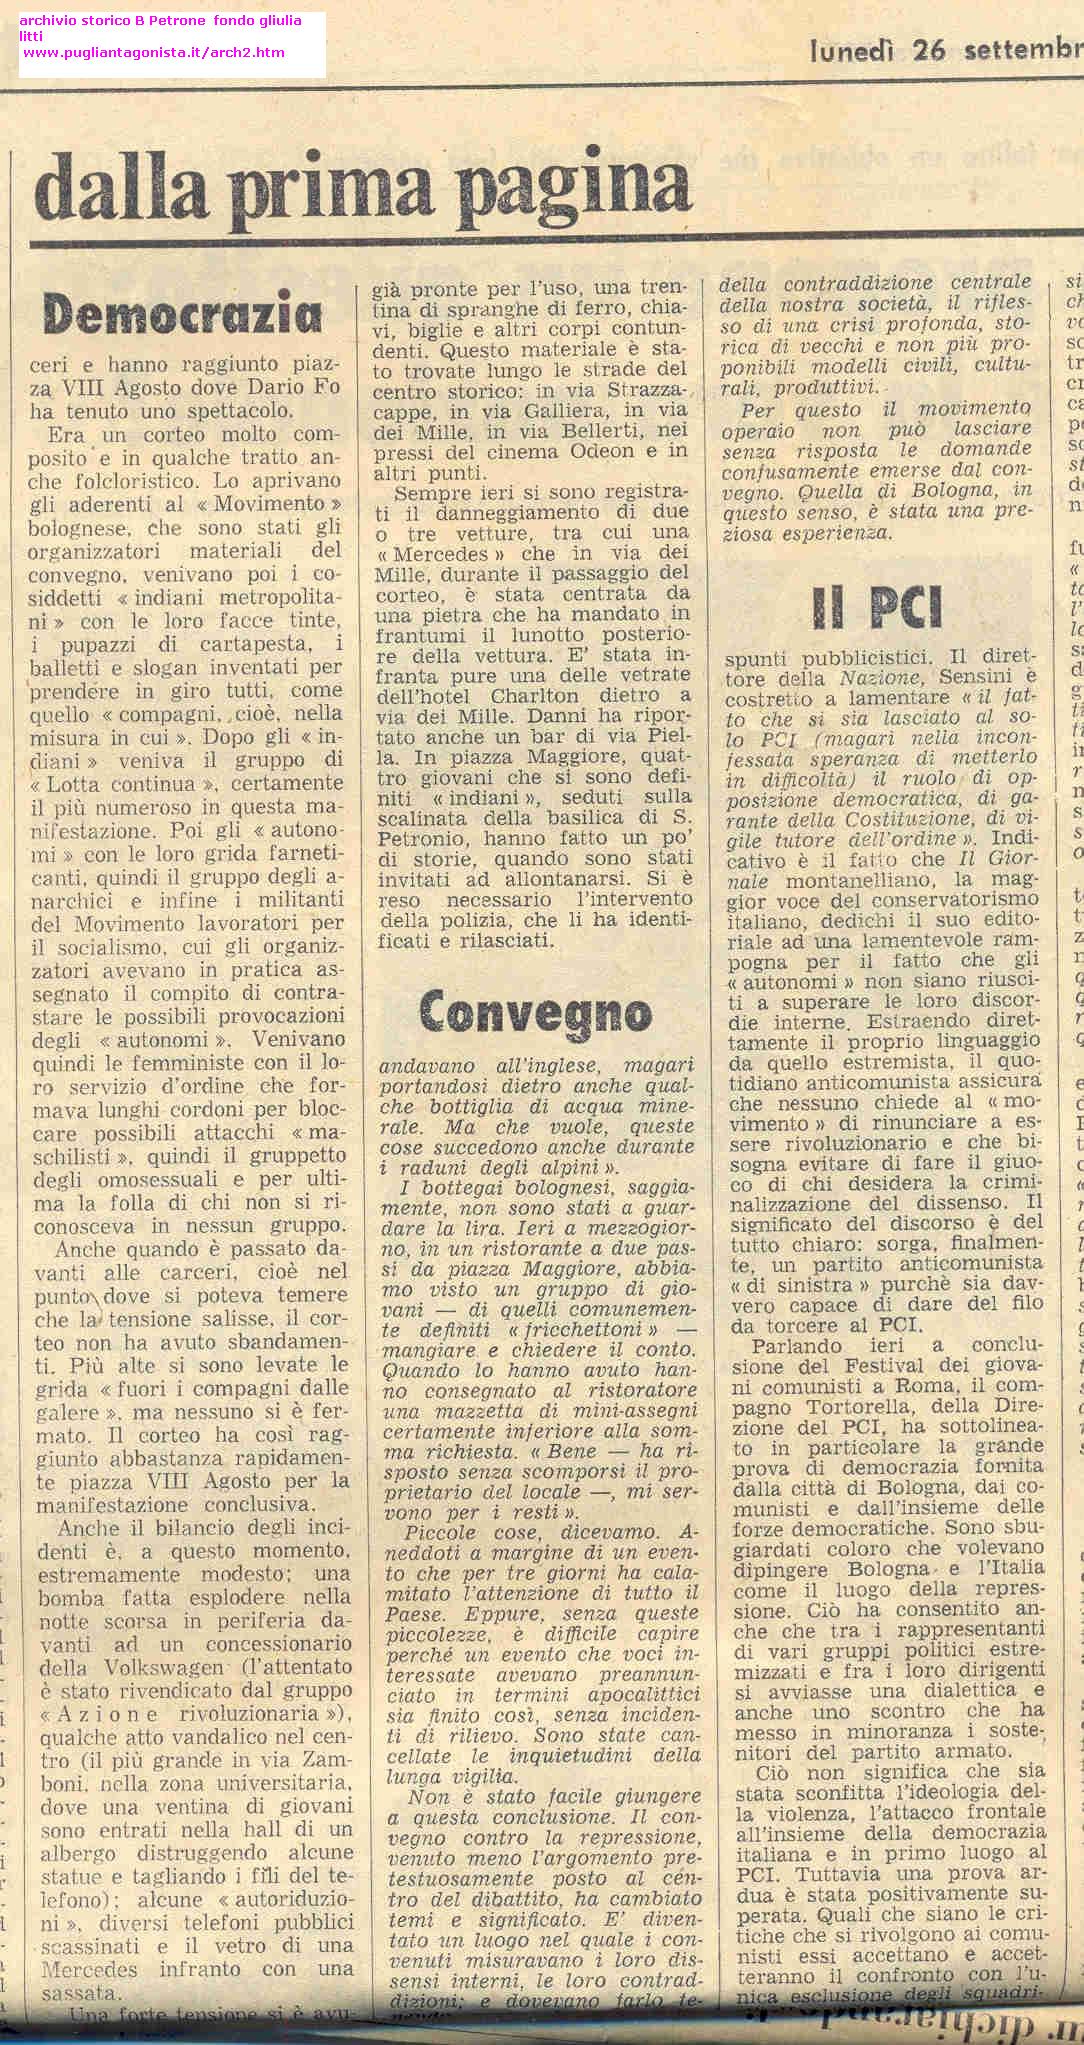 archivio storico B Petrone fondo gliulia
litti
www.pugliantagonista.it/arch2.htm
lunedì 26 settembr
dalla prima pagina
Democrazia
ceri e hanno raggiunto piaz-
za VIII Agosto dove Dario Fo
ha tenuto uno spettacolo.
Era un corteo molto com-
posito e in qualche tratto an-
che folcloristico. Lo aprivano
gli aderenti al « Movimento »
bolognese, che sono stati gli
organizzatori materiali del
convegno, venivano poi i co-
siddetti « indiani metropolita-
ni » con le loro facce tinte,
i pupazzi di cartapesta, i
balletti e slogan inventati per
prendere in giro tutti, come
quello « compagni, cioè, nella
misura in cui ». Dopo gli « in-
diani » veniva il gruppo di
« Lotta continua », certamente
il più numeroso in questa ma-
nifestazione. Poi gli « autono-
mi » con le loro grida farneti-
canti, quindi il gruppo degli a-
narchici e infine i militanti
del Movimento lavoratori per
il socialismo, cui gli organiz-
zatori avevano in pratica as-
segnato il compito di contra-
stare le possibili provocazioni
degli « autonomi ». Venivano
quindi le femministe con il lo-
ro servizio d'ordine che for-
mava lunghi cordoni per bloc-
care possibili attacchi « ma-
schilisti », quindi il gruppetto
degli omosessuali e per ulti-
ma la folla di chi non si ri-
conosceva in nessun gruppo.
Anche quando è passato da-
vanti alle carceri, cioè nel
punto dove si poteva temere
che la tensione salisse, il cor-
teo non ha avuto sbandamen-
ti. Più alte si sono levate le
grida « fuori i compagni dalle
galere », ma nessuno si è fer-
mato. Il corteo ha così rag-
giunto abbastanza rapidamen-
te piazza VIII Agosto per la
manifestazione conclusiva.
Anche il bilancio degli inci-
denti è, a questo momento,
estremamente modesto; una
bomba fatta esplodere nella
notte scorsa in periferia da-
vanti ad un concessionario
della Volkswagen (l'attentato
è stato rivendicato dal gruppo
« Azione rivoluzionaria »),
qualche atto vandalico nel cen-
tro (il più grande in via Zam-
boni, nella zona universitaria,
dove una ventina di giovani
sono entrati nella hall di un
albergo distruggendo alcune
statue e tagliando i fili del te-
lefono); alcune « autoriduzio-
ni », diversi telefoni pubblici
scassinati e il vetro di una
Mercedes infranto con una
sassata.
Una forte tensione si è avu-
già pronte per l'uso, una tren-
tina di spranghe di ferro, chia-
vi, biglie e altri corpi contun-
denti. Questo materiale è sta-
to trovate lungo le strade del
centro storico: in via Strazza-
cappe, in via Galliera, in via
dei Mille, in via Bellerti, nei
pressi del cinema Odeon e in
altri punti.
Sempre ieri si sono registra-
ti il danneggiamento di due
o tre vetture, tra cui una
« Mercedes » che in via dei
Mille, durante il passaggio del
corteo, è stata centrata da
una pietra che ha mandato in
frantumi il lunotto posterio-
re della vettura. E' stata in-
franta pure una delle vetrate
dell'hotel Charlton dietro a
via dei Mille. Danni ha ripor-
tato anche un bar di via Piel-
la. In piazza Maggiore, quat-
tro giovani che si sono defi-
niti « indiani », seduti sulla
scalinata della basilica di S.
Petronio, hanno fatto un po'
di storie, quando sono stati
invitati ad allontanarsi. Si è
reso necessario l'intervento
della polizia, che li ha identi-
ficati e rilasciati.
Convegno
andavano all'inglese, magari
portandosi dietro anche qual-
che bottiglia di acqua mine-
rale. Ma che vuole, queste
cose succedono anche durante
i raduni degli alpini ».
I bottegai bolognesi, saggia-
mente, non sono stati a guar-
dare la lira. Ieri a mezzogior-
no, in un ristorante a due pas-
si da piazza Maggiore, abbia-
mo visto un gruppo di gio-
vani — di quelli comunemen-
te definiti « fricchettoni » —
mangiare e chiedere il conto.
Quando lo hanno avuto han-
no consegnato al ristoratore
una mazzetta di mini-assegni
certamente inferiore alla som-
ma richiesta. « Bene — ha ri-
sposto senza scomporsi il pro-
prietario del locale —, mi ser-
vono per i resti ».
Piccole cose, dicevamo. A-
neddoti a margine di un even-
to che per tre giorni ha cala-
mitato l'attenzione di tutto il
Paese. Eppure, senza queste
piccolezze, è difficile capire
perché un evento che voci in-
teressate avevano preannun-
ciato in termini apocalittici
sia finito così, senza inciden-
ti di rilievo. Sono state can-
cellate le inquietudini della
lunga vigilia.
Non è stato facile giungere
a questa conclusione. Il con-
vegno contro la repressione,
venuto meno l'argomento pre-
testuosamente posto al cen-
tro del dibattito, ha cambiato
temi e significato. E' diven-
tato un luogo nel quale i con-
venuti misuravano i loro dis-
sensi interni, le loro contrad-
dizioni; e dovevano farlo te-
della contraddizione centrale
della nostra società, il rifles-
so di una crisi profonda, sto-
rica di vecchi e non più pro-
ponibili modelli civili, cultu-
rali, produttivi.
Per questo il movimento
operaio non può lasciare
senza risposta le domande
confusamente emerse dal con-
vegno. Quella di Bologna, in
questo senso, è stata una pre-
ziosa esperienza.
Il PCI
spunti pubblicistici. Il diret-
tore della Nazione, Sensini è
costretto a lamentare « il fat-
to che si sia lasciato al so-
lo PCI (magari nella incon-
fessata speranza di metterlo
in difficoltà) il ruolo di op-
posizione democratica, di ga-
rante della Costituzione, di vi-
gile tutore dell'ordine ». Indi-
cativo è il fatto che Il Gior-
nale montanelliano, la mag-
gior voce del conservatorismo
italiano, dedichi il suo edito-
riale ad una lamentevole ram-
pogna per il fatto che gli
« autonomi » non siano riusci-
ti a superare le loro discor-
die interne. Estraendo diret-
tamente il proprio linguaggio
da quello estremista, il quo-
tidiano anticomunista assicura
che nessuno chiede al « mo-
vimento » di rinunciare a es-
sere rivoluzionario e che bi-
sogna evitare di fare il giuo-
co di chi desidera la crimi-
nalizzazione del dissenso. Il
significato del discorso è del
tutto chiaro: sorga, finalmen-
te, un partito anticomunista
« di sinistra » purchè sia dav-
vero capace di dare del filo
da torcere al PCI.
Parlando ieri a conclu-
sione del Festival dei giova-
ni comunisti a Roma, il com-
pagno Tortorella, della Dire-
zione del PCI, ha sottolinea-
to in particolare la grande
prova di democrazia fornita
dalla città di Bologna, dai co-
munisti e dall'insieme delle
forze democratiche. Sono sbu-
giardati coloro che volevano
dipingere Bologna e l'Italia
come il luogo della repres-
sione. Ciò ha consentito an-
che che tra i rappresentanti
di vari gruppi politici estre-
mizzati e fra i loro dirigenti
si avviasse una dialettica e
anche uno scontro che ha
messo in minoranza i soste-
nitori del partito armato.
Ciò non significa che sia
stata sconfitta l'ideologia del-
la violenza, l'attacco frontale
all'insieme della democrazia
italiana e in primo luogo al
PCI. Tuttavia una prova ar-
dua è stata positivamente su-
perata. Quali che siano le cri-
tiche che si rivolgono ai comu-
nisti essi accettano e accet-
teranno il confronto con l'u-
nica esclusione degli squadri-